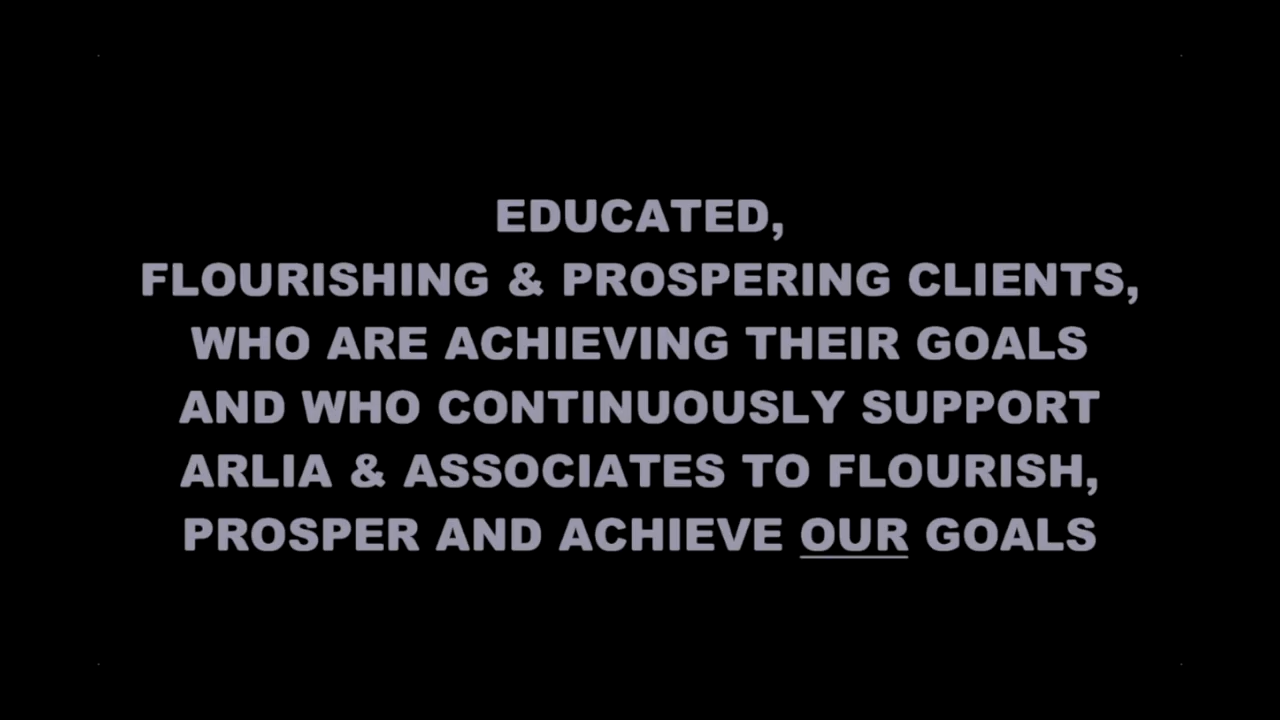 EDUCATED,
FLOURISHING & PROSPERING CLIENTS,
WHO ARE ACHIEVING THEIR GOALS
AND WHO CONTINUOUSLY SUPPORT
ARLIA & ASSOCIATES TO FLOURISH,
PROSPER AND ACHIEVE OUR GOALS